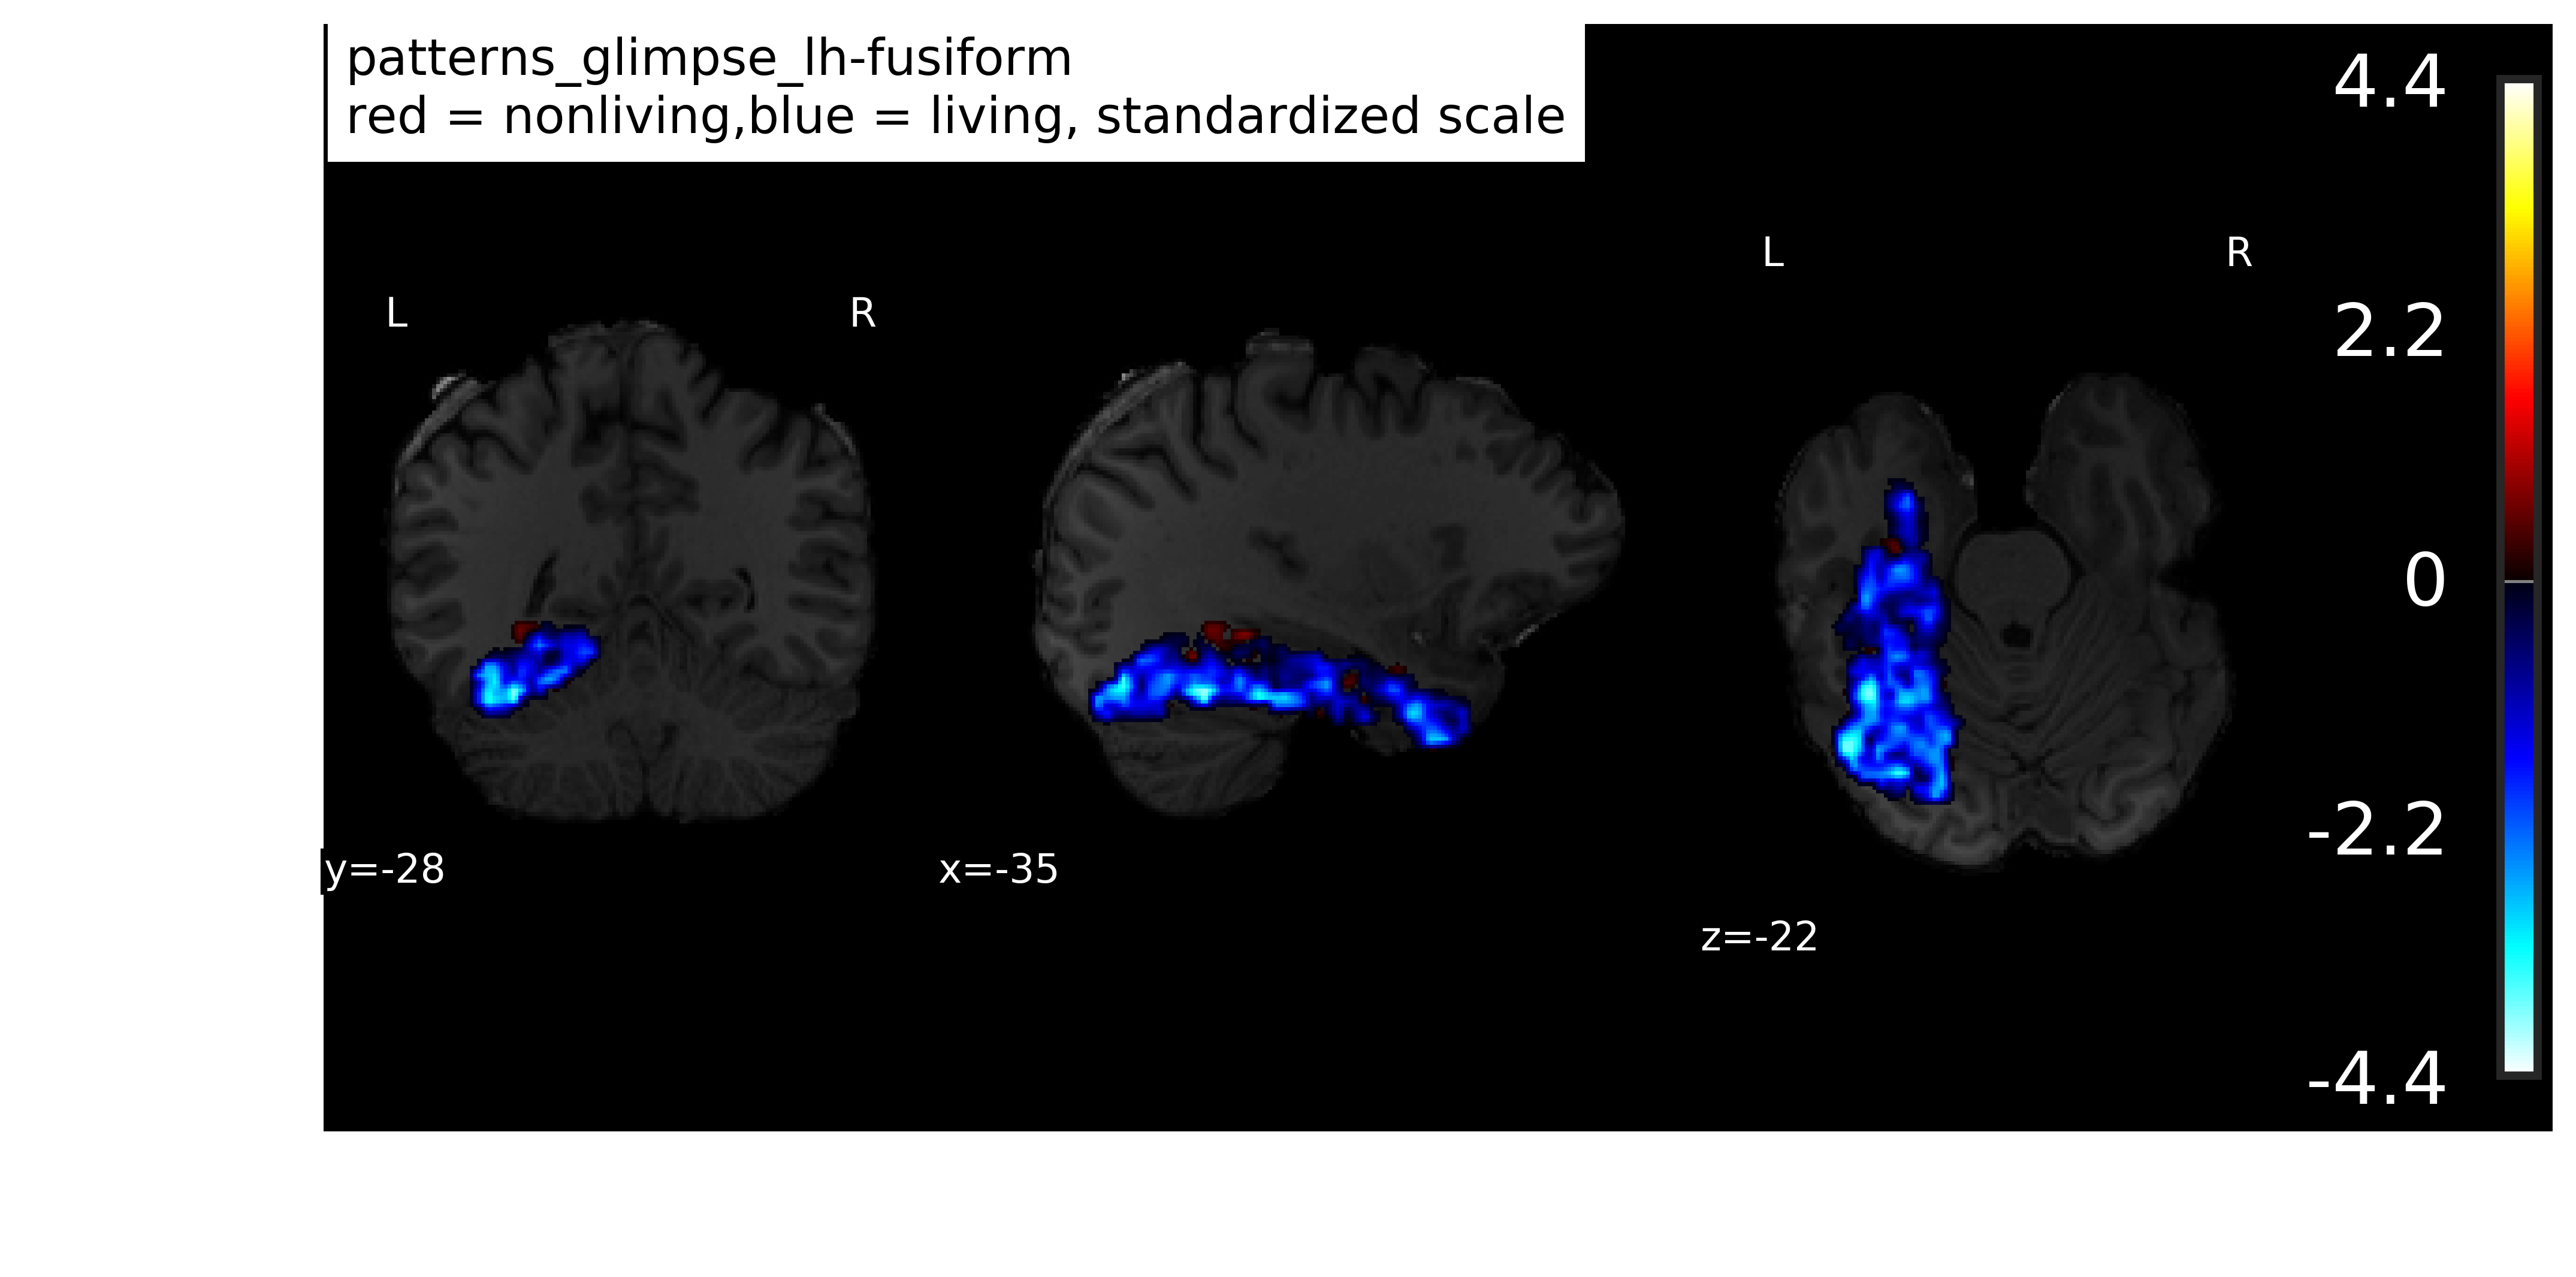 patterns_glimpse_lh-fusiform
red = nonliving,blue = living, standardized scale
L
R
L
R
y=-28
x=-35
z=-22
4.4
2.2
0
-2.2
-4.4